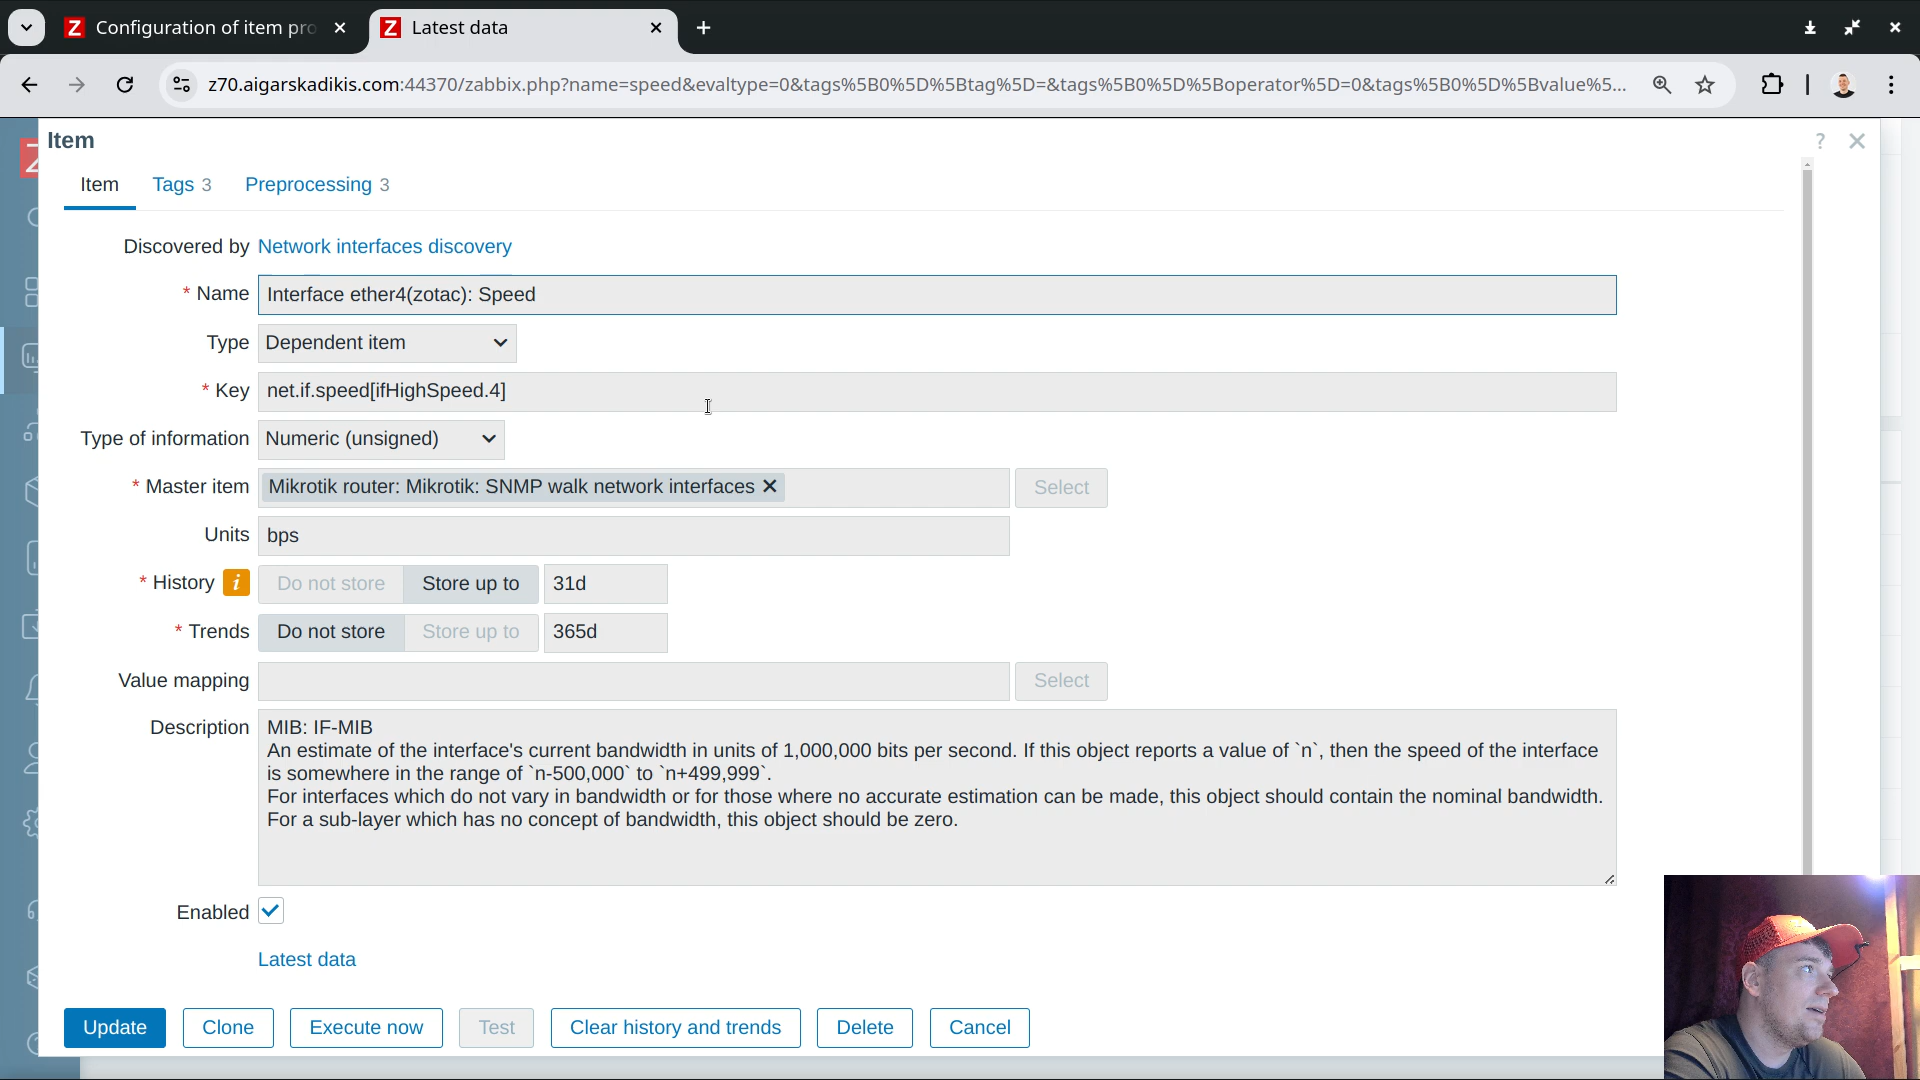 Z Configuration of item pro
Z Latest data
z70.aigarskadikis.com:44370/zabbix.php?name=speed&evaltype=0&tags%5B0%5D%5Btag%5D=&tags%5B0%5D%5Boperator%5D=0&tags%5B0%5D%5Bvalue%5...
Item
?
Item Tags 3 Preprocessing 3
Discovered by Network interfaces discovery
* Name Interface ether4(zotac): Speed
Type Dependent item
* Key net.if.speed[ifHighSpeed.4]
Type of information Numeric (unsigned)
* Master item Mikrotik router: Mikrotik: SNMP walk network interfaces Select
Units bps
* History i Do not store Store up to 31d
* Trends Do not store Store up to 365d
Value mapping Select
Description MIB: IF-MIB
An estimate of the interface's current bandwidth in units of 1,000,000 bits per second. If this object reports a value of `n`, then the speed of the interface
is somewhere in the range of `n-500,000` to `n+499,999`.
For interfaces which do not vary in bandwidth or for those where no accurate estimation can be made, this object should contain the nominal bandwidth.
For a sub-layer which has no concept of bandwidth, this object should be zero.
Enabled
Latest data
Update Clone Execute now Test Clear history and trends Delete Cancel